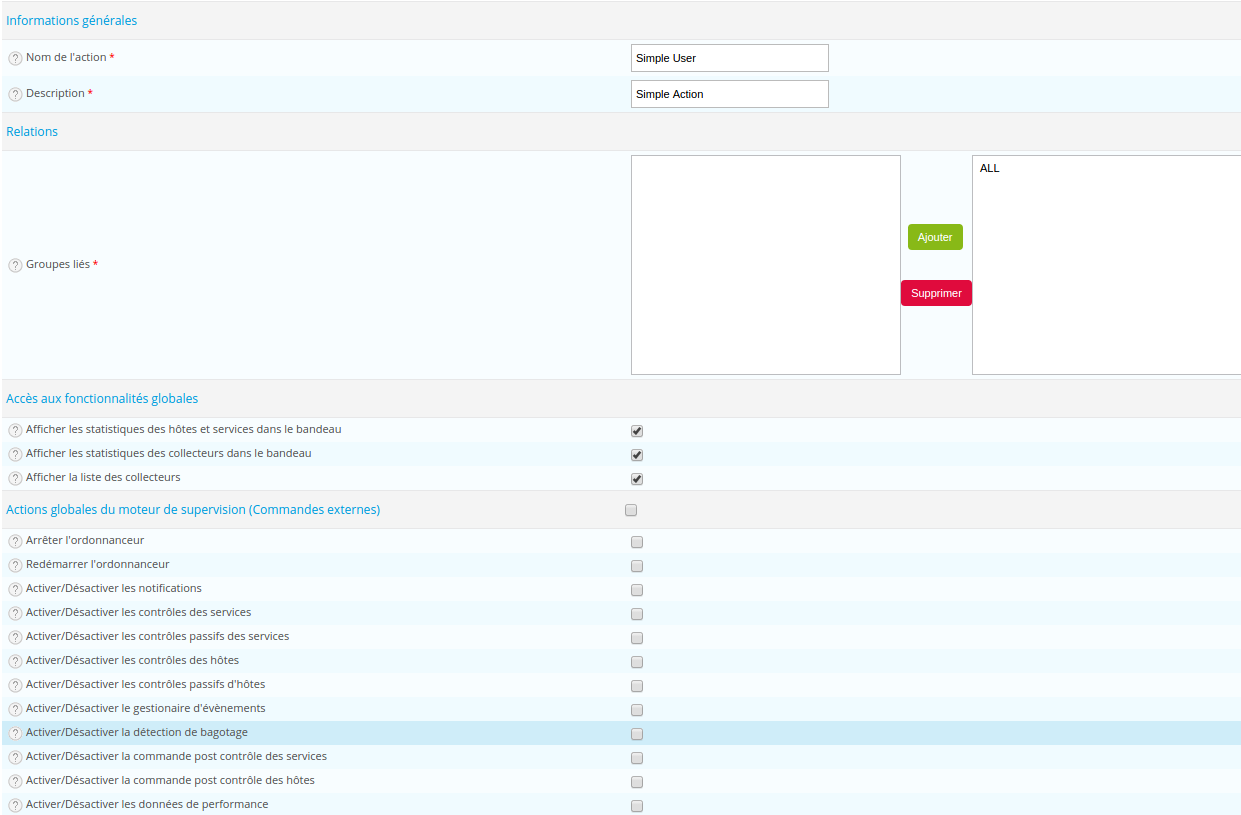 Informations générales
? Nom de l'action * Simple User
? Description * Simple Action
Relations
ALL
Ajouter
? Groupes liés *
Supprimer
Accès aux fonctionnalités globales
? Afficher les statistiques des hôtes et services dans le bandeau
? Afficher les statistiques des collecteurs dans le bandeau
? Afficher la liste des collecteurs
Actions globales du moteur de supervision (Commandes externes)
? Arrêter l'ordonnanceur
? Redémarrer l'ordonnanceur
? Activer/Désactiver les notifications
? Activer/Désactiver les contrôles des services
? Activer/Désactiver les contrôles passifs des services
? Activer/Désactiver les contrôles des hôtes
? Activer/Désactiver les contrôles passifs d'hôtes
? Activer/Désactiver le gestionaire d'évènements
? Activer/Désactiver la détection de bagotage
? Activer/Désactiver la commande post contrôle des services
? Activer/Désactiver la commande post contrôle des hôtes
? Activer/Désactiver les données de performance